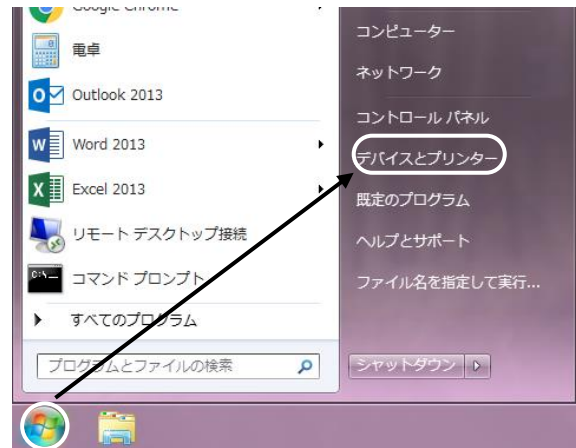 Google Chrome
電卓
Outlook 2013
Word 2013
Excel 2013
リモート デスクトップ接続
コマンド プロンプト
すべてのプログラム
プログラムとファイルの検索
コンピューター
ネットワーク
コントロール パネル
デバイスとプリンター
既定のプログラム
ヘルプとサポート
ファイル名を指定して実行...
シャットダウン